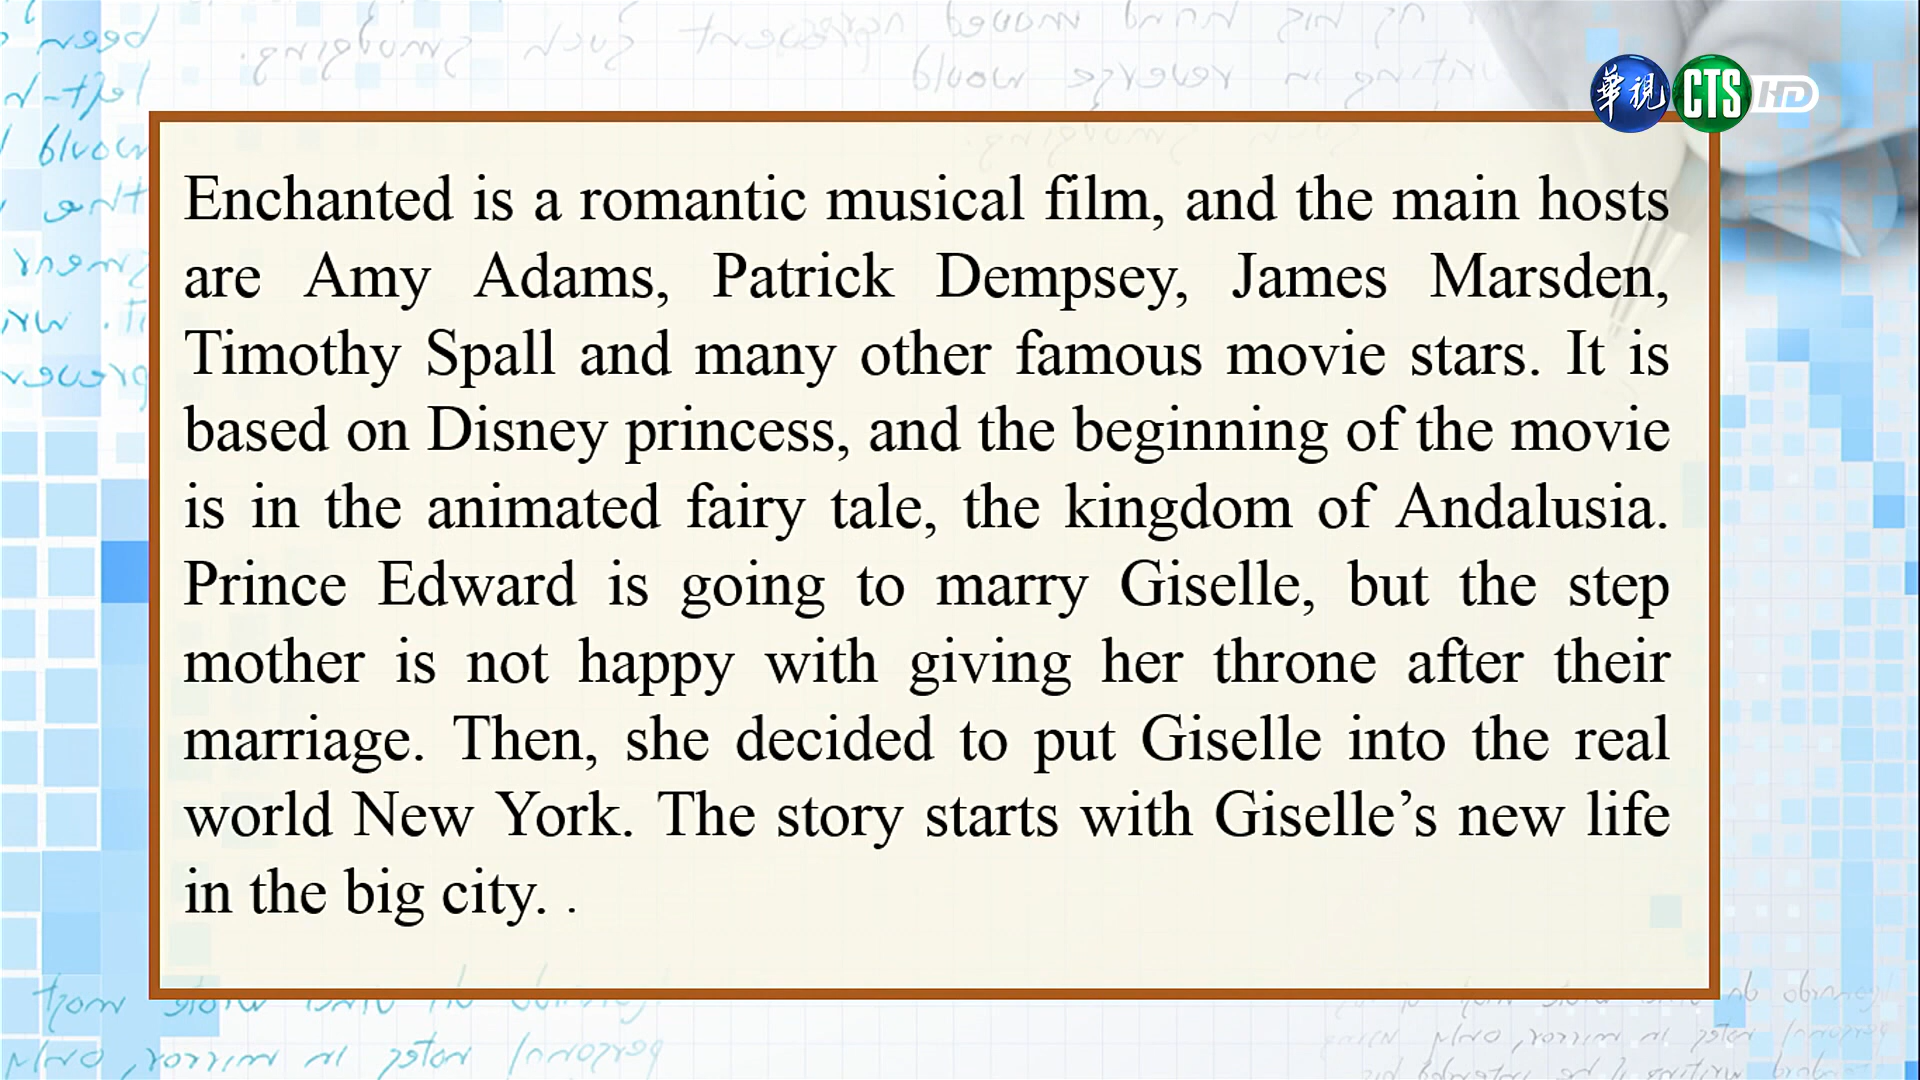 華視 CTS HD
Enchanted is a romantic musical film, and the main hosts
are Amy Adams, Patrick Dempsey, James Marsden,
Timothy Spall and many other famous movie stars. It is
based on Disney princess, and the beginning of the movie
is in the animated fairy tale, the kingdom of Andalusia.
Prince Edward is going to marry Giselle, but the step
mother is not happy with giving her throne after their
marriage. Then, she decided to put Giselle into the real
world New York. The story starts with Giselle’s new life
in the big city. .